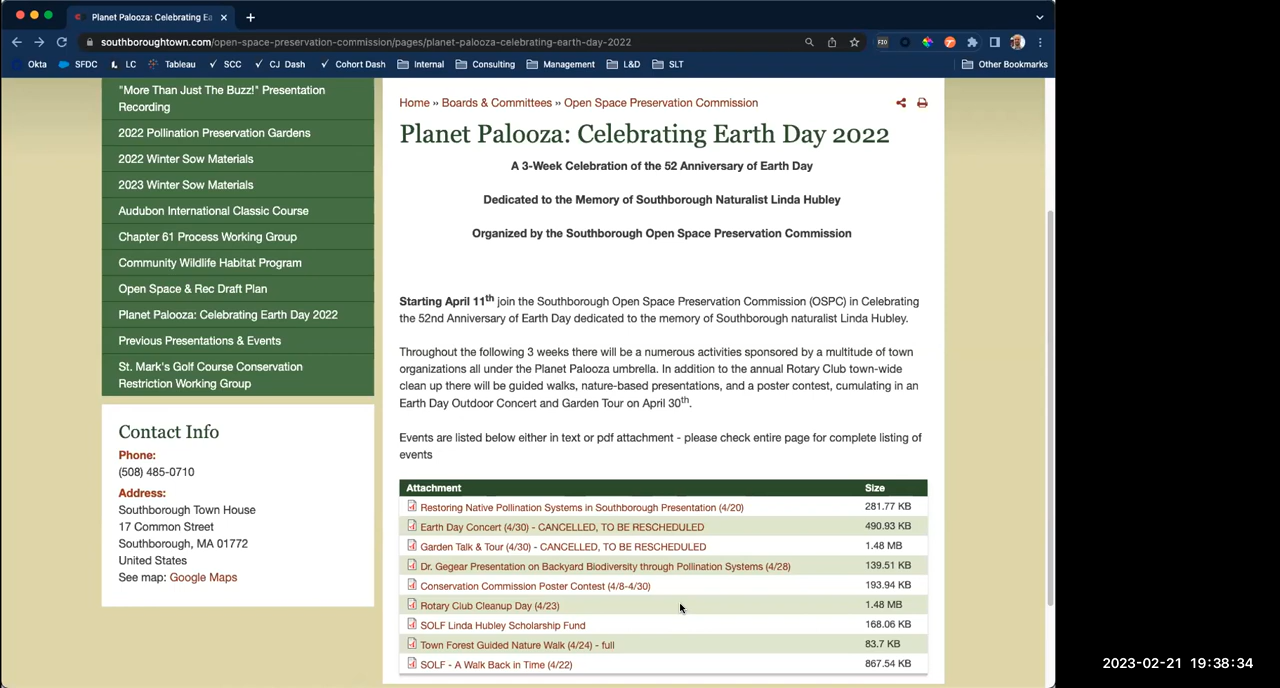 Planet Palooza: Celebrating Ea
southboroughtown.com/open-space-preservation-commission/pages/planet-palooza-celebrating-earth-day-2022
Okta SFDC LC Tableau SCC CJ Dash Cohort Dash Internal Consulting Management L&D SLT Other Bookmarks
"More Than Just The Buzz!" Presentation
Recording
2022 Pollination Preservation Gardens
2022 Winter Sow Materials
2023 Winter Sow Materials
Audubon International Classic Course
Chapter 61 Process Working Group
Community Wildlife Habitat Program
Open Space & Rec Draft Plan
Planet Palooza: Celebrating Earth Day 2022
Previous Presentations & Events
St. Mark's Golf Course Conservation
Restriction Working Group
Contact Info
Phone:
(508) 485-0710
Address:
Southborough Town House
17 Common Street
Southborough, MA 01772
United States
See map: Google Maps
Home » Boards & Committees » Open Space Preservation Commission
Planet Palooza: Celebrating Earth Day 2022
A 3-Week Celebration of the 52 Anniversary of Earth Day
Dedicated to the Memory of Southborough Naturalist Linda Hubley
Organized by the Southborough Open Space Preservation Commission
Starting April 11th join the Southborough Open Space Preservation Commission (OSPC) in Celebrating
the 52nd Anniversary of Earth Day dedicated to the memory of Southborough naturalist Linda Hubley.
Throughout the following 3 weeks there will be a numerous activities sponsored by a multitude of town
organizations all under the Planet Palooza umbrella. In addition to the annual Rotary Club town-wide
clean up there will be guided walks, nature-based presentations, and a poster contest, cumulating in an
Earth Day Outdoor Concert and Garden Tour on April 30th.
Events are listed below either in text or pdf attachment - please check entire page for complete listing of
events
Attachment Size
Restoring Native Pollination Systems in Southborough Presentation (4/20) 281.77 KB
Earth Day Concert (4/30) - CANCELLED, TO BE RESCHEDULED 490.93 KB
Garden Talk & Tour (4/30) - CANCELLED, TO BE RESCHEDULED 1.48 MB
Dr. Gegear Presentation on Backyard Biodiversity through Pollination Systems (4/28) 139.51 KB
Conservation Commission Poster Contest (4/8-4/30) 193.94 KB
Rotary Club Cleanup Day (4/23) 1.48 MB
SOLF Linda Hubley Scholarship Fund 168.06 KB
Town Forest Guided Nature Walk (4/24) - full 83.7 KB
SOLF - A Walk Back in Time (4/22) 867.54 KB
2023-02-21 19:38:34